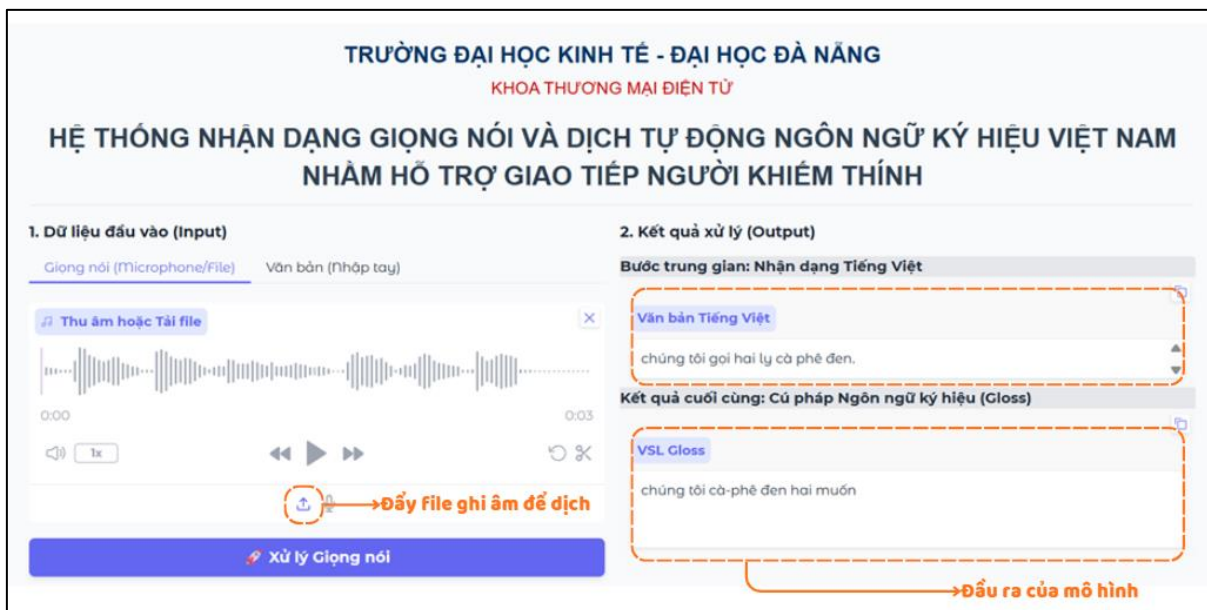 TRƯỜNG ĐẠI HỌC KINH TẾ - ĐẠI HỌC ĐÀ NẴNG
KHOA THƯƠNG MẠI ĐIỆN TỬ
HỆ THỐNG NHẬN DẠNG GIỌNG NÓI VÀ DỊCH TỰ ĐỘNG NGÔN NGỮ KÝ HIỆU VIỆT NAM
NHẰM HỖ TRỢ GIAO TIẾP NGƯỜI KHIẾM THÍNH
1. Dữ liệu đầu vào (Input)
Giọng nói (Microphone/File) Văn bản (Nhập tay)
Thu âm hoặc Tải file
0:00 0:03
1x
Đẩy file ghi âm để dịch
🚀 Xử lý Giọng nói
2. Kết quả xử lý (Output)
Bước trung gian: Nhận dạng Tiếng Việt
Văn bản Tiếng Việt
chúng tôi gọi hai ly cà phê đen.
Kết quả cuối cùng: Cú pháp Ngôn ngữ ký hiệu (Gloss)
VSL Gloss
chúng tôi cà-phê đen hai muốn
Đầu ra của mô hình